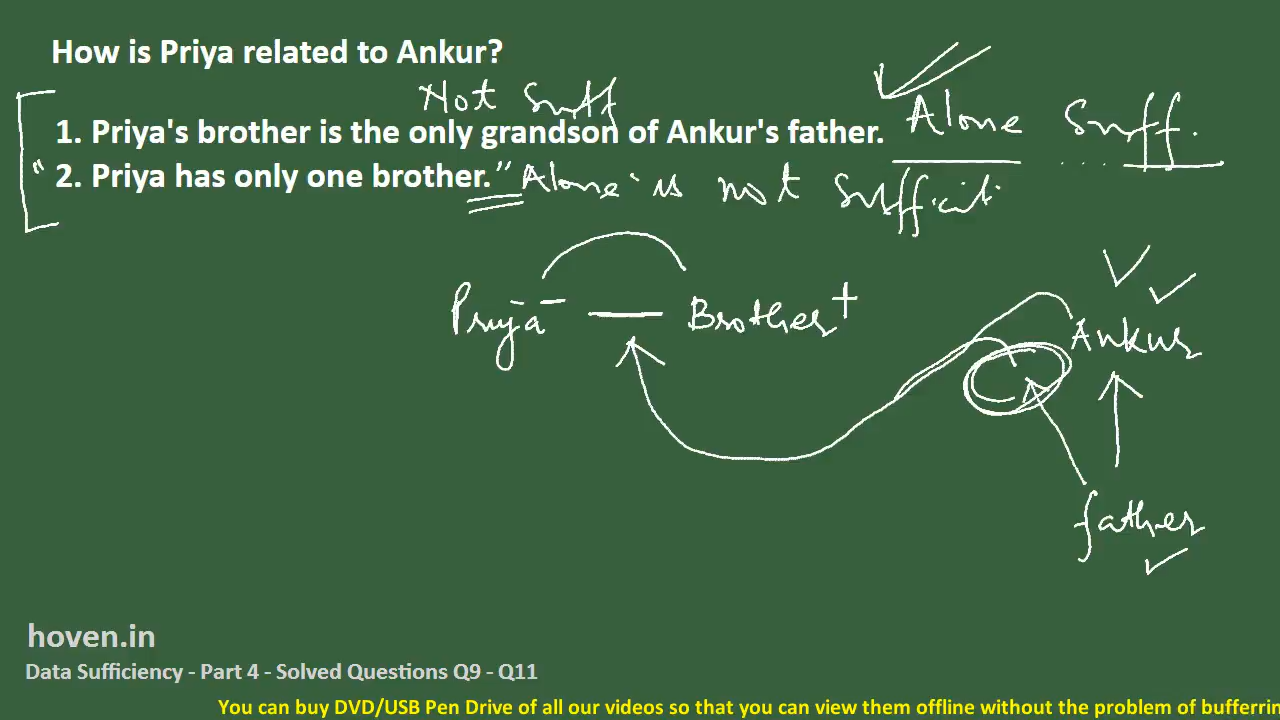 How is Priya related to Ankur?
Not Suff
1. Priya's brother is the only grandson of Ankur's father. Alone Suff.
"2. Priya has only one brother." Alone is not
Priya - — Brother +
Ankur
father
hoven.in
Data Sufficiency - Part 4 - Solved Questions Q9 - Q11
You can buy DVD/USB Pen Drive of all our videos so that you can view them offline without the problem of bufferin